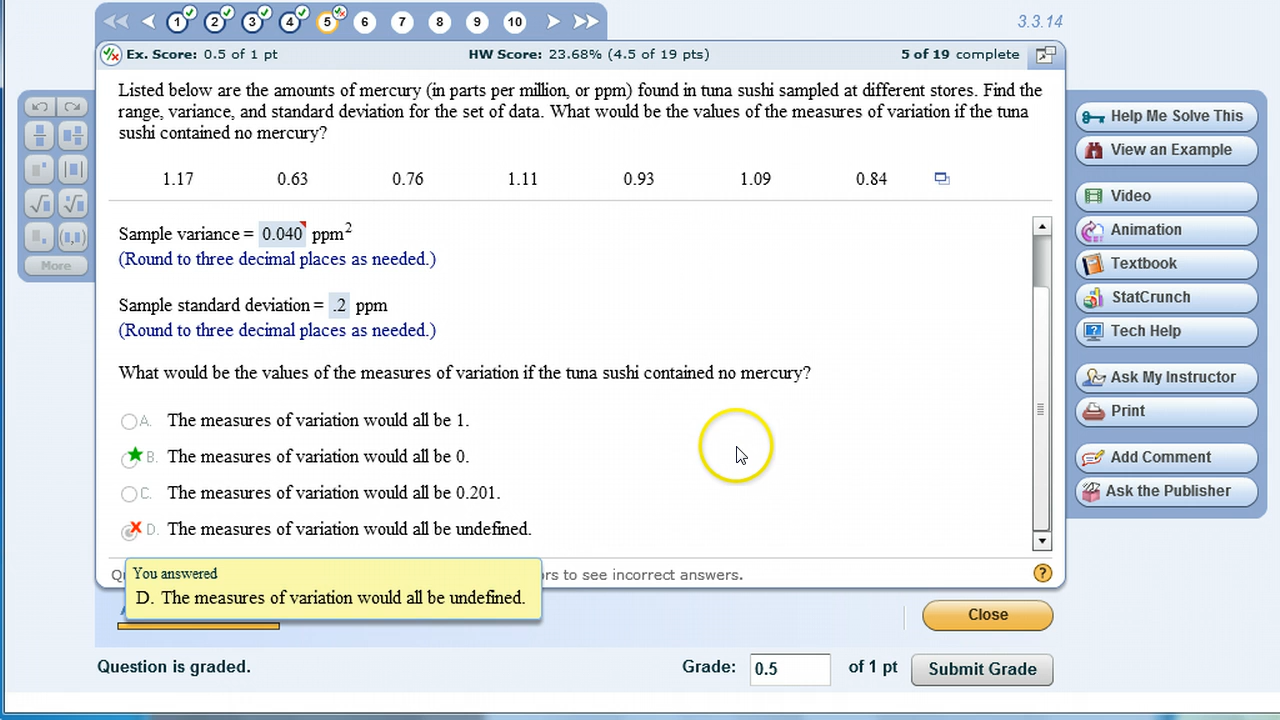 1 2 3 4 5 6 7 8 9 10
3.3.14
Ex. Score: 0.5 of 1 pt HW Score: 23.68% (4.5 of 19 pts) 5 of 19 complete
Listed below are the amounts of mercury (in parts per million, or ppm) found in tuna sushi sampled at different stores. Find the
range, variance, and standard deviation for the set of data. What would be the values of the measures of variation if the tuna
sushi contained no mercury?
1.17 0.63 0.76 1.11 0.93 1.09 0.84
Sample variance = 0.040 ppm²
(Round to three decimal places as needed.)
Sample standard deviation = .2 ppm
(Round to three decimal places as needed.)
What would be the values of the measures of variation if the tuna sushi contained no mercury?
A. The measures of variation would all be 1.
B. The measures of variation would all be 0.
C. The measures of variation would all be 0.201.
D. The measures of variation would all be undefined.
You answered
D. The measures of variation would all be undefined.
to see incorrect answers.
?
Close
Question is graded.
Grade: 0.5 of 1 pt Submit Grade
More
Help Me Solve This
View an Example
Video
Animation
Textbook
StatCrunch
Tech Help
Ask My Instructor
Print
Add Comment
Ask the Publisher